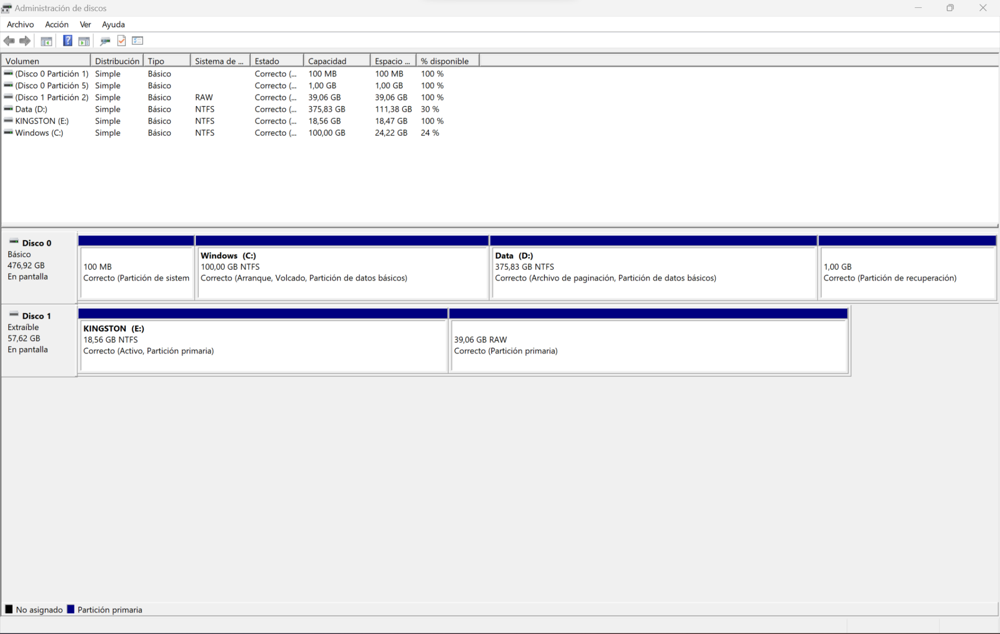 Administración de discos
Archivo Acción Ver Ayuda
Volumen Distribución Tipo Sistema de ... Estado Capacidad Espacio ... % disponible
(Disco 0 Partición 1) Simple Básico Correcto (... 100 MB 100 MB 100 %
(Disco 0 Partición 5) Simple Básico Correcto (... 1,00 GB 1,00 GB 100 %
(Disco 1 Partición 2) Simple Básico RAW Correcto (... 39,06 GB 39,06 GB 100 %
Data (D:) Simple Básico NTFS Correcto (... 375,83 GB 111,38 GB 30 %
KINGSTON (E:) Simple Básico NTFS Correcto (... 18,56 GB 18,47 GB 100 %
Windows (C:) Simple Básico NTFS Correcto (... 100,00 GB 24,22 GB 24 %
Disco 0
Básico
476,92 GB
En pantalla
100 MB
Correcto (Partición de sistem
Windows (C:)
100,00 GB NTFS
Correcto (Arranque, Volcado, Partición de datos básicos)
Data (D:)
375,83 GB NTFS
Correcto (Archivo de paginación, Partición de datos básicos)
1,00 GB
Correcto (Partición de recuperación)
Disco 1
Extraíble
57,62 GB
En pantalla
KINGSTON (E:)
18,56 GB NTFS
Correcto (Activo, Partición primaria)
39,06 GB RAW
Correcto (Partición primaria)
No asignado Partición primaria